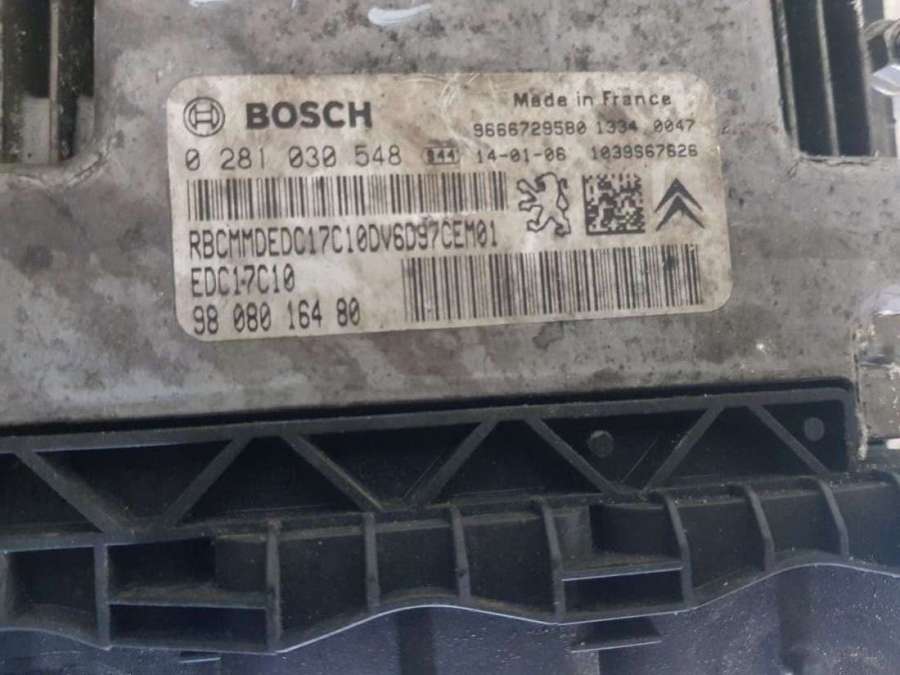 BOSCH
Made in France
9666729580 1334 0047
0 281 030 548 944 14-01-06 1039S67626
RBCMMDEDC17C10DV6D97CEM01
EDC17C10
98 080 164 80